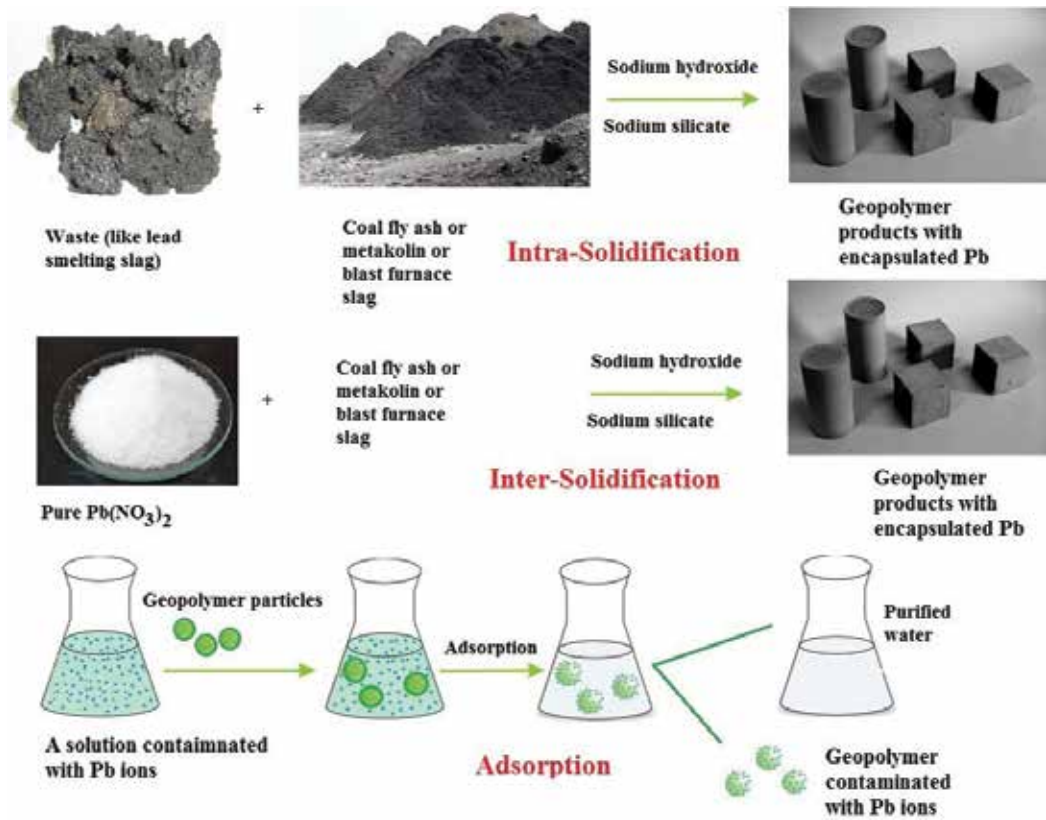 +
Sodium hydroxide
Sodium silicate
Waste (like lead
smelting slag)
Coal fly ash or
metakolin or
blast furnace
slag
Intra-Solidification
Geopolymer
products with
encapsulated Pb
+
Coal fly ash or
metakolin or
blast furnace
slag
Sodium hydroxide
Sodium silicate
Inter-Solidification
Pure Pb(NO3)2
Geopolymer
products with
encapsulated Pb
Geopolymer particles
Adsorption
Purified
water
A solution contaimnated
with Pb ions
Adsorption
Geopolymer
contaminated
with Pb ions